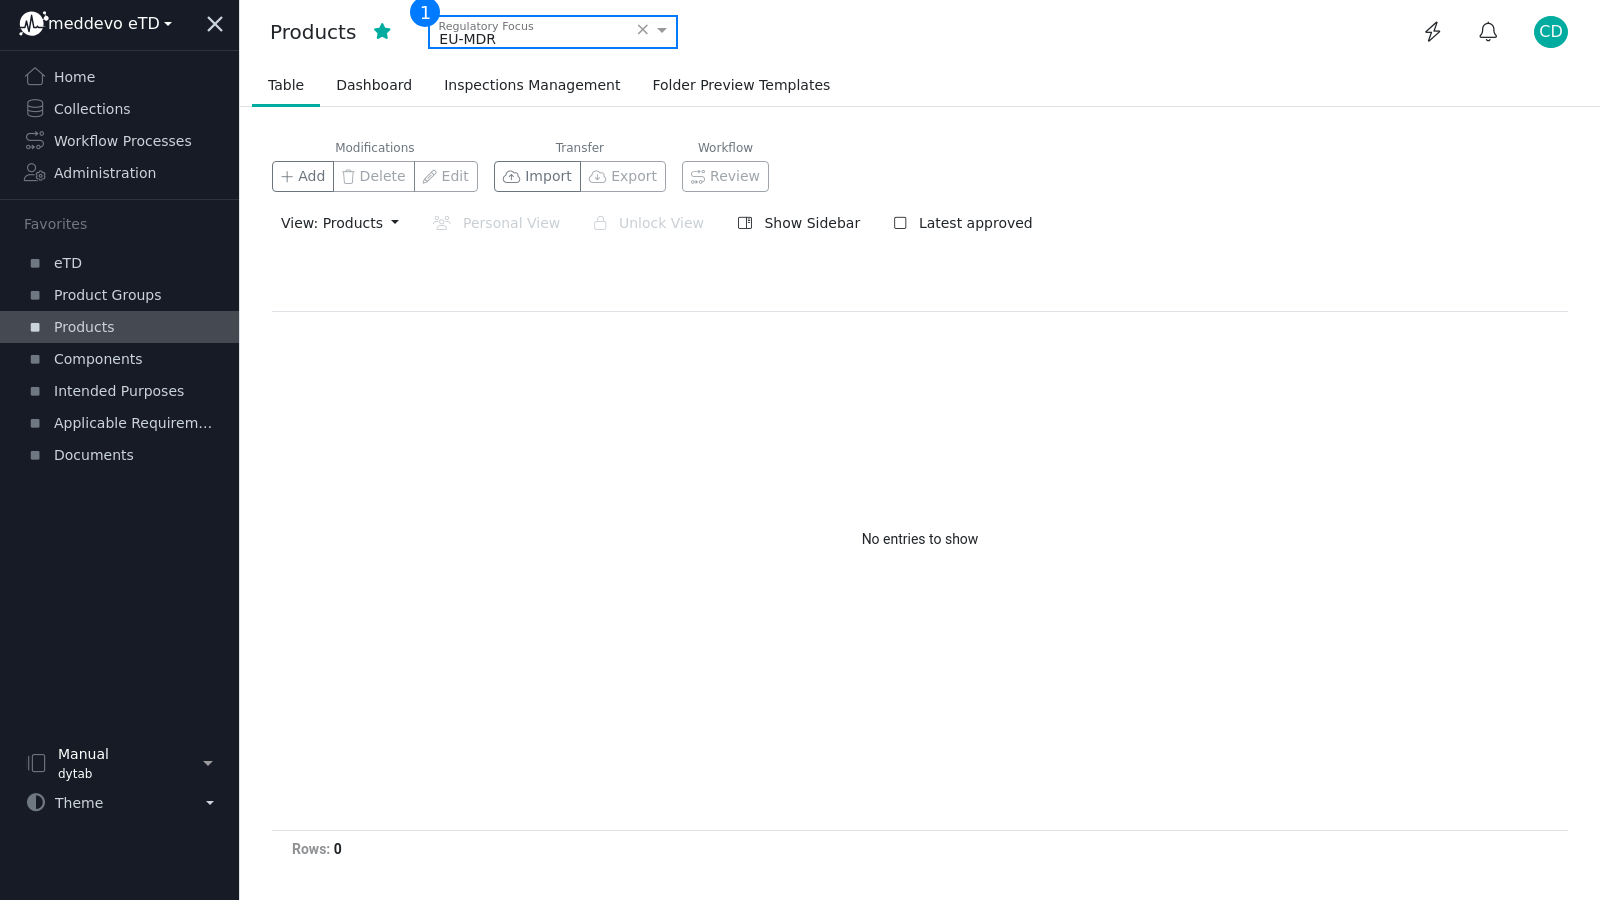 meddevo eTD
Home
Collections
Workflow Processes
Administration
Favorites
eTD
Product Groups
Products
Components
Intended Purposes
Applicable Requirem...
Documents
Manual
dytab
Theme
Products
1
Regulatory Focus
EU-MDR
CD
Table Dashboard Inspections Management Folder Preview Templates
Modifications Transfer Workflow
Add Delete Edit Import Export Review
View: Products Personal View Unlock View Show Sidebar Latest approved
No entries to show
Rows: 0